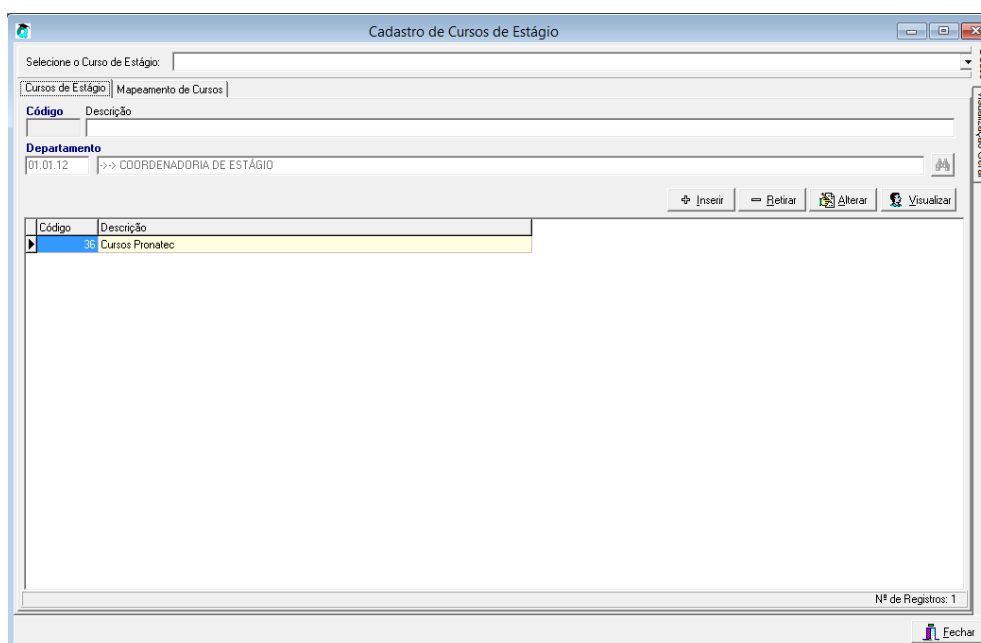 Cadastro de Cursos de Estágio
Selecione o Curso de Estágio:
Cursos de Estágio Mapeamento de Cursos
Código Descrição
Departamento
01.01.12 ->-> COORDENADORIA DE ESTÁGIO
Inserir Retirar Alterar Visualizar
Código Descrição
36 Cursos Pronatec
Nº de Registros: 1
Fechar